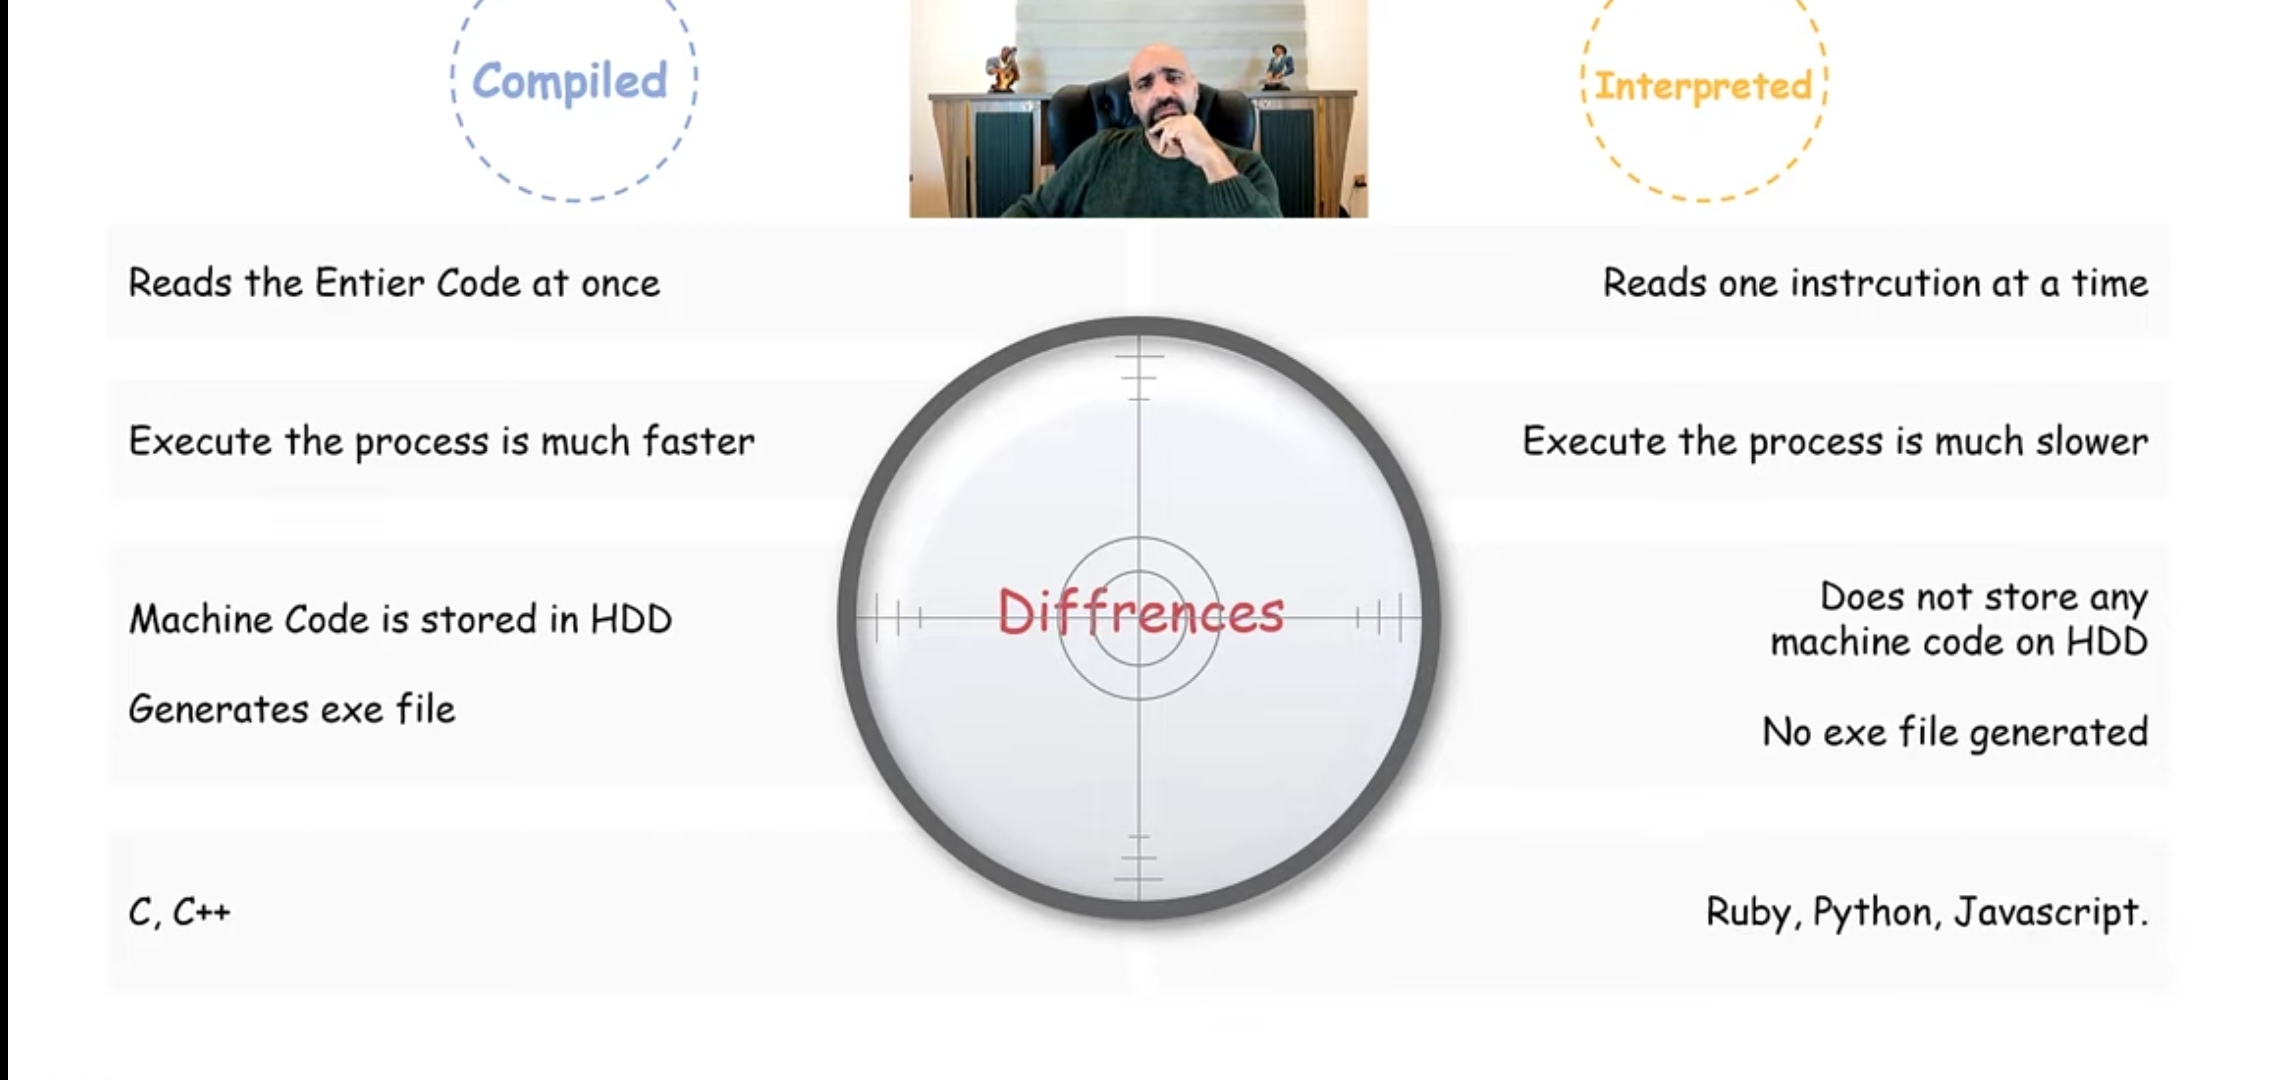 Compiled
Interpreted
Reads the Entier Code at once
Reads one instrcution at a time
Execute the process is much faster
Execute the process is much slower
Diffrences
Machine Code is stored in HDD
Generates exe file
Does not store any
machine code on HDD
No exe file generated
C, C++
Ruby, Python, Javascript.